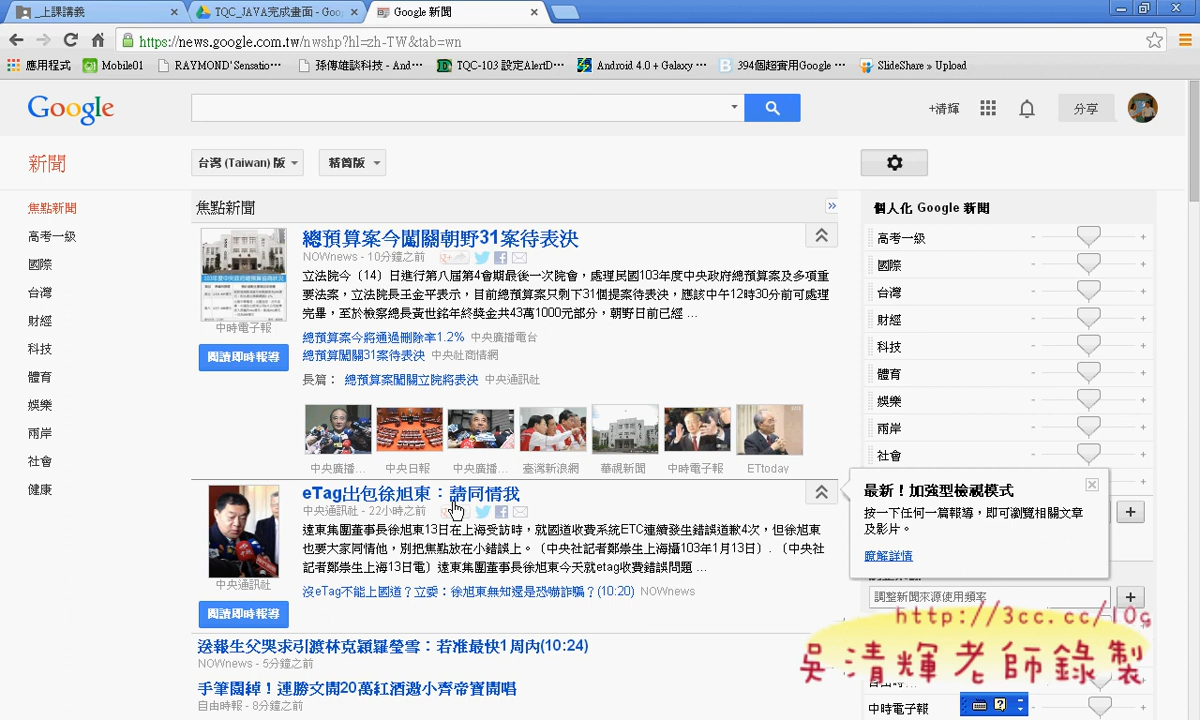 _上課講義
TQC_JAVA完成畫面 - Goo
Google 新聞
https://news.google.com.tw/nwshp?hl=zh-TW&tab=wn
應用程式 Mobile01 RAYMOND'Sensatio… 孫傳雄談科技 - And… TQC-103 設定AlertD… Android 4.0 + Galaxy … 394個超實用Google … SlideShare » Upload
Google
+清輝
分享
新聞
台灣 (Taiwan) 版
精簡版
焦點新聞
高考一級
國際
台灣
財經
科技
體育
娛樂
兩岸
社會
健康
焦點新聞
總預算案今闖關朝野31案待表決
NOWnews - 10分鐘之前
立法院今〔14〕日進行第八屆第4會期最後一次院會，處理民國103年度中央政府總預算案及多項重
要法案，立法院長王金平表示，目前總預算案只剩下31個提案待表決，應該中午12時30分前可處理
完畢，至於檢察總長黃世銘年終獎金共43萬1000元部分，朝野日前已經 ...
總預算案今將通過刪除率1.2% 中央廣播電台
總預算闖關31案待表決 中央社商情網
長篇： 總預算案闖關立院將表決 中央通訊社
中時電子報
閱讀即時報導
中央廣播...
中央日報
中央廣播...
臺灣新浪網
華視新聞
中時電子報
ETtoday
eTag出包徐旭東：請同情我
中央通訊社 - 22小時之前
遠東集團董事長徐旭東13日在上海受訪時，就國道收費系統ETC連續發生錯誤道歉4次，但徐旭東
也要大家同情他，別把焦點放在小錯誤上。〔中央社記者鄭崇生上海攝103年1月13日〕. 〔中央社
記者鄭崇生上海13日電〕遠東集團董事長徐旭東今天就etag收費錯誤問題 ...
沒eTag不能上國道？立委：徐旭東無知還是恐嚇詐騙？(10:20) NOWnews
中央通訊社
閱讀即時報導
送報生父哭求引渡林克穎羅瑩雪：若准最快1周內(10:24)
NOWnews - 5分鐘之前
手筆闊綽！連勝文開20萬紅酒邀小齊帝寶開唱
自由時報 - 8分鐘之前
個人化 Google 新聞
高考一級
國際
台灣
財經
科技
體育
娛樂
兩岸
社會
最新！加強型檢視模式
按一下任何一篇報導，即可瀏覽相關文章
及影片。
瞭解詳情
調整新聞來源使用頻率
http://3cc.cc/10g
吳清輝老師錄製
自由時...
中時電子報